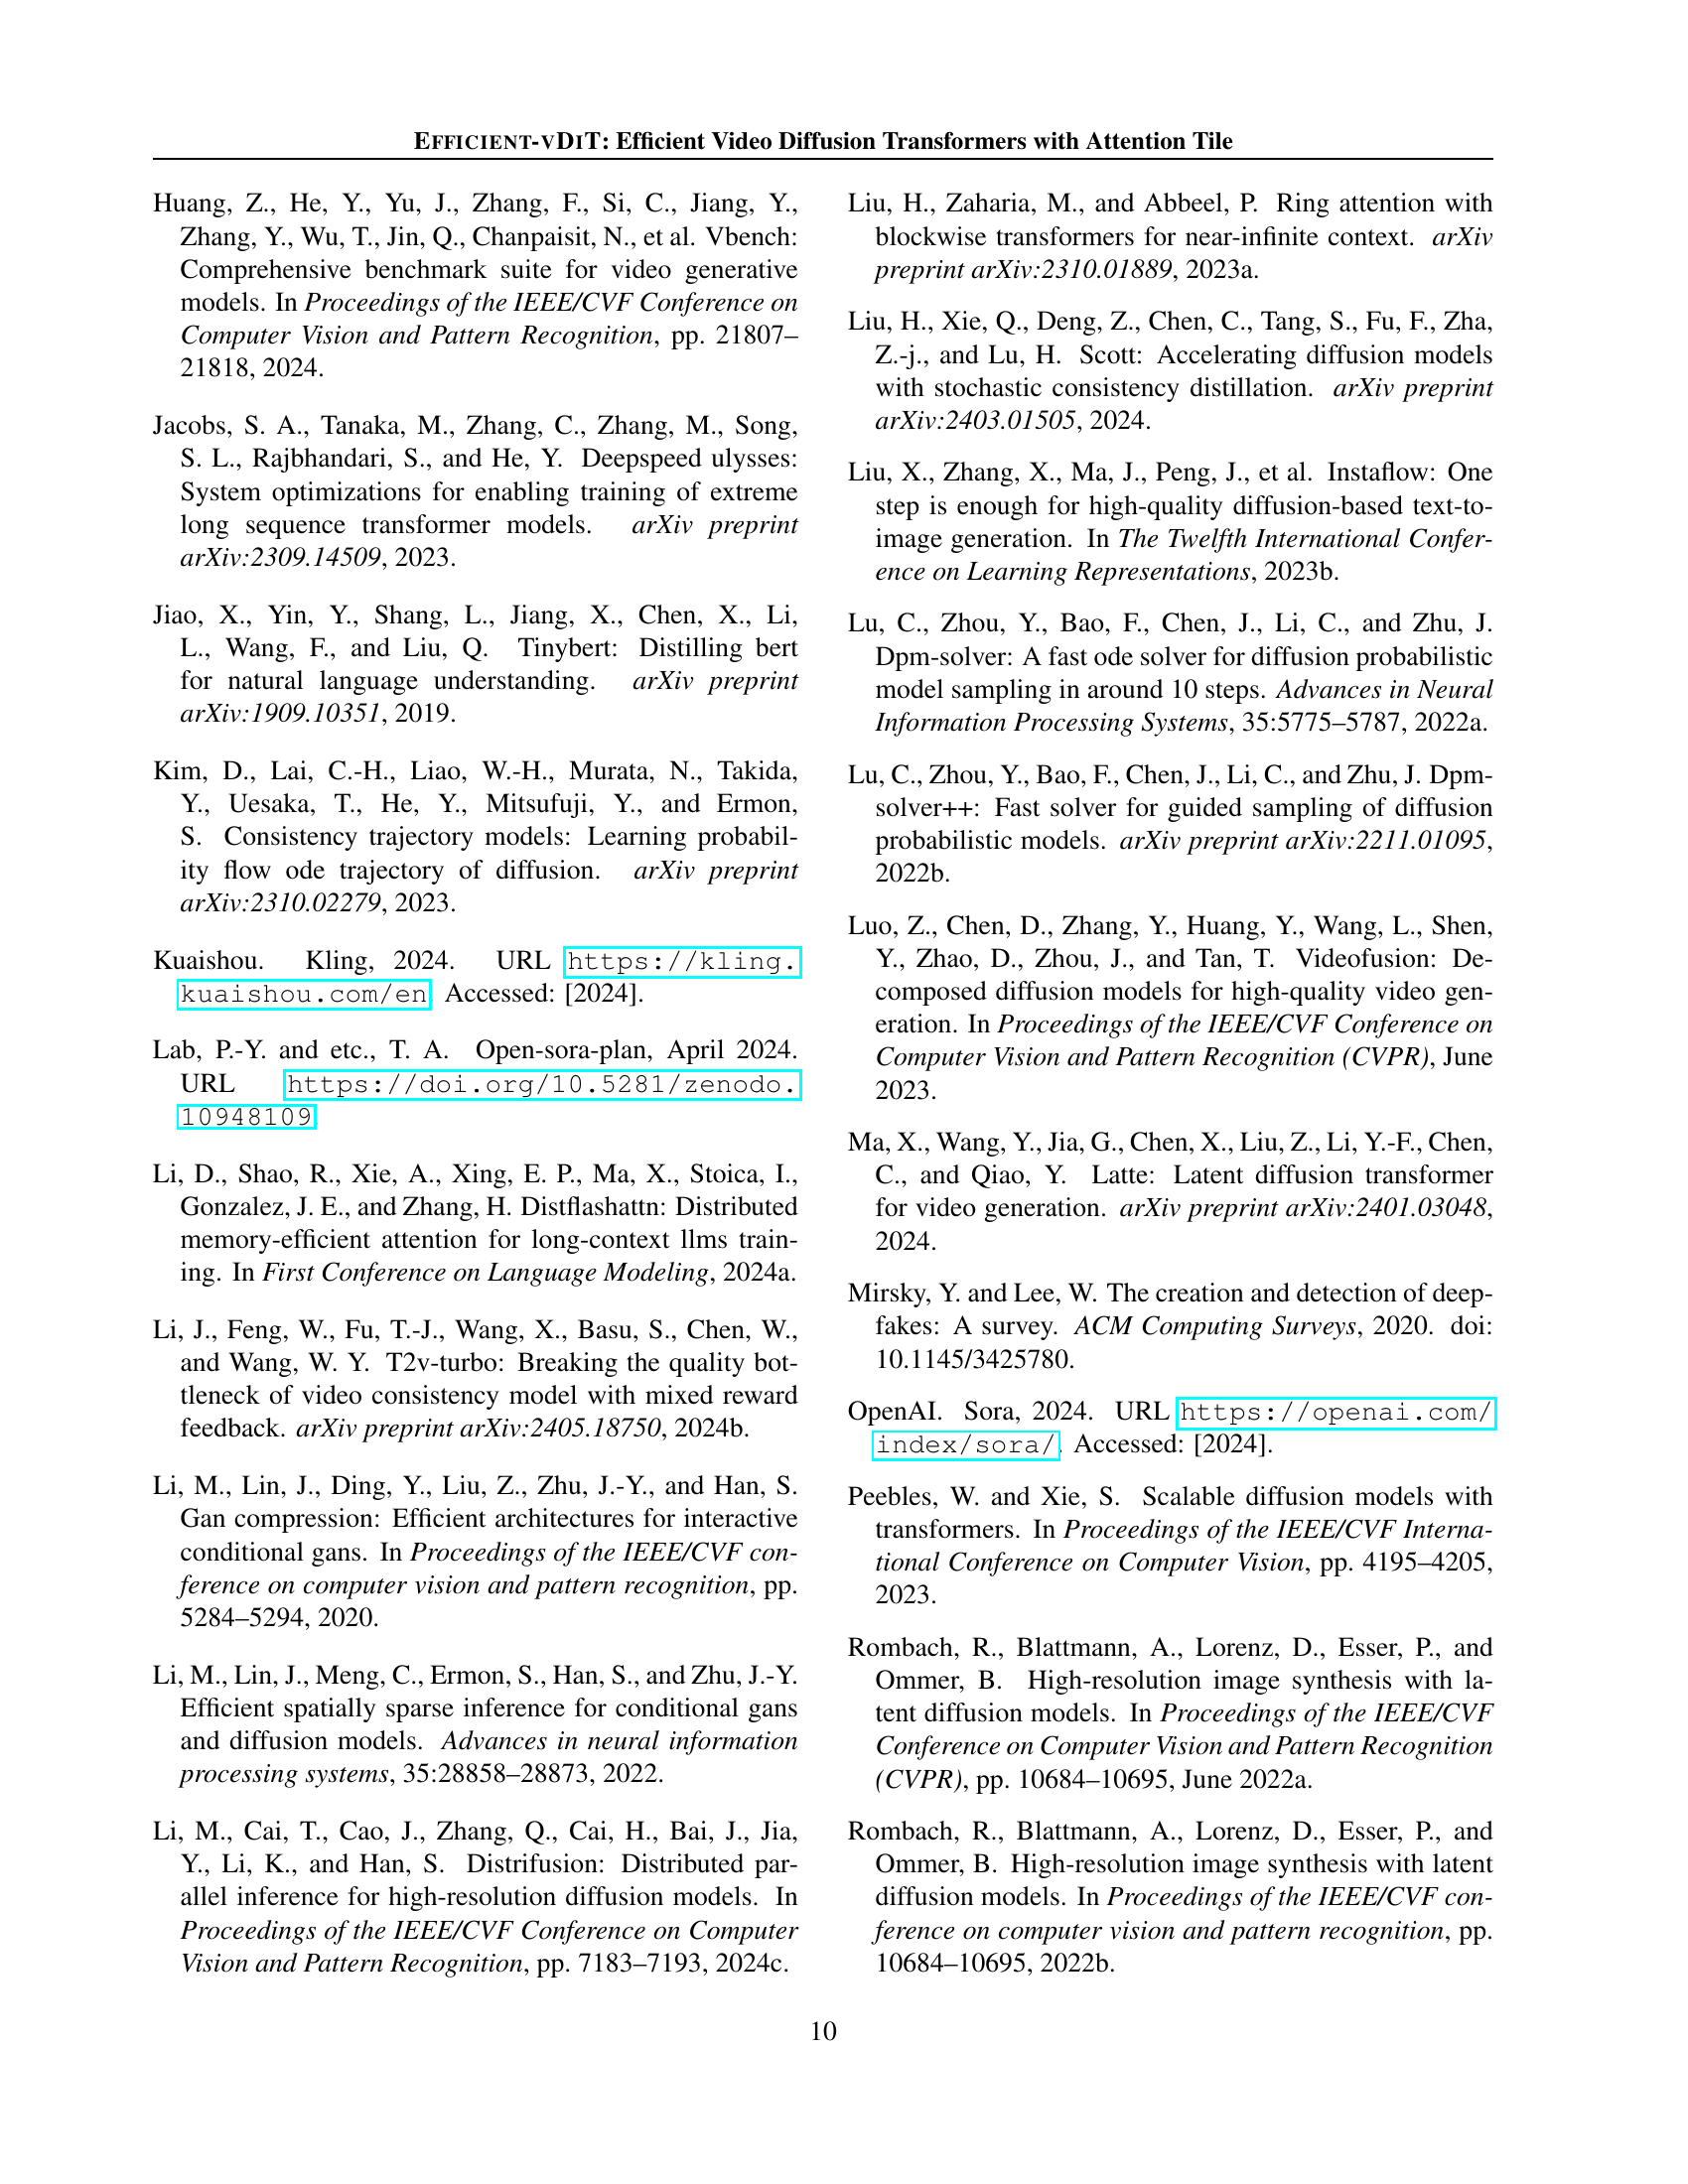 EFFICIENT-VDIT: Efficient Video Diffusion Transformers with Attention Tile
Huang, Z., He, Y., Yu, J., Zhang, F., Si, C., Jiang, Y.,
Zhang, Y., Wu, T., Jin, Q., Chanpaisit, N., et al. Vbench:
Comprehensive benchmark suite for video generative
models. In Proceedings of the IEEE/CVF Conference on
Computer Vision and Pattern Recognition, pp. 21807–
21818, 2024.
Jacobs, S. A., Tanaka, M., Zhang, C., Zhang, M., Song,
S. L., Rajbhandari, S., and He, Y. Deepspeed ulysses:
System optimizations for enabling training of extreme
long sequence transformer models. arXiv preprint
arXiv:2309.14509, 2023.
Jiao, X., Yin, Y., Shang, L., Jiang, X., Chen, X., Li,
L., Wang, F., and Liu, Q. Tinybert: Distilling bert
for natural language understanding. arXiv preprint
arXiv:1909.10351, 2019.
Kim, D., Lai, C.-H., Liao, W.-H., Murata, N., Takida,
Y., Uesaka, T., He, Y., Mitsufuji, Y., and Ermon,
S. Consistency trajectory models: Learning probabil-
ity flow ode trajectory of diffusion. arXiv preprint
arXiv:2310.02279, 2023.
Kuaishou. Kling, 2024. URL https://kling.
kuaishou.com/en. Accessed: [2024].
Lab, P.-Y. and etc., T. A. Open-sora-plan, April 2024.
URL https://doi.org/10.5281/zenodo.
10948109.
Li, D., Shao, R., Xie, A., Xing, E. P., Ma, X., Stoica, I.,
Gonzalez, J. E., and Zhang, H. Distflashattn: Distributed
memory-efficient attention for long-context llms train-
ing. In First Conference on Language Modeling, 2024a.
Li, J., Feng, W., Fu, T.-J., Wang, X., Basu, S., Chen, W.,
and Wang, W. Y. T2v-turbo: Breaking the quality bot-
tleneck of video consistency model with mixed reward
feedback. arXiv preprint arXiv:2405.18750, 2024b.
Li, M., Lin, J., Ding, Y., Liu, Z., Zhu, J.-Y., and Han, S.
Gan compression: Efficient architectures for interactive
conditional gans. In Proceedings of the IEEE/CVF con-
ference on computer vision and pattern recognition, pp.
5284–5294, 2020.
Li, M., Lin, J., Meng, C., Ermon, S., Han, S., and Zhu, J.-Y.
Efficient spatially sparse inference for conditional gans
and diffusion models. Advances in neural information
processing systems, 35:28858–28873, 2022.
Li, M., Cai, T., Cao, J., Zhang, Q., Cai, H., Bai, J., Jia,
Y., Li, K., and Han, S. Distrifusion: Distributed par-
allel inference for high-resolution diffusion models. In
Proceedings of the IEEE/CVF Conference on Computer
Vision and Pattern Recognition, pp. 7183–7193, 2024c.
Liu, H., Zaharia, M., and Abbeel, P. Ring attention with
blockwise transformers for near-infinite context. arXiv
preprint arXiv:2310.01889, 2023a.
Liu, H., Xie, Q., Deng, Z., Chen, C., Tang, S., Fu, F., Zha,
Z.-j., and Lu, H. Scott: Accelerating diffusion models
with stochastic consistency distillation. arXiv preprint
arXiv:2403.01505, 2024.
Liu, X., Zhang, X., Ma, J., Peng, J., et al. Instaflow: One
step is enough for high-quality diffusion-based text-to-
image generation. In The Twelfth International Confer-
ence on Learning Representations, 2023b.
Lu, C., Zhou, Y., Bao, F., Chen, J., Li, C., and Zhu, J.
Dpm-solver: A fast ode solver for diffusion probabilistic
model sampling in around 10 steps. Advances in Neural
Information Processing Systems, 35:5775–5787, 2022a.
Lu, C., Zhou, Y., Bao, F., Chen, J., Li, C., and Zhu, J. Dpm-
solver++: Fast solver for guided sampling of diffusion
probabilistic models. arXiv preprint arXiv:2211.01095,
2022b.
Luo, Z., Chen, D., Zhang, Y., Huang, Y., Wang, L., Shen,
Y., Zhao, D., Zhou, J., and Tan, T. Videofusion: De-
composed diffusion models for high-quality video gen-
eration. In Proceedings of the IEEE/CVF Conference on
Computer Vision and Pattern Recognition (CVPR), June
2023.
Ma, X., Wang, Y., Jia, G., Chen, X., Liu, Z., Li, Y.-F., Chen,
C., and Qiao, Y. Latte: Latent diffusion transformer
for video generation. arXiv preprint arXiv:2401.03048,
2024.
Mirsky, Y. and Lee, W. The creation and detection of deep-
fakes: A survey. ACM Computing Surveys, 2020. doi:
10.1145/3425780.
OpenAI. Sora, 2024. URL https://openai.com/
index/sora/. Accessed: [2024].
Peebles, W. and Xie, S. Scalable diffusion models with
transformers. In Proceedings of the IEEE/CVF Interna-
tional Conference on Computer Vision, pp. 4195–4205,
2023.
Rombach, R., Blattmann, A., Lorenz, D., Esser, P., and
Ommer, B. High-resolution image synthesis with la-
tent diffusion models. In Proceedings of the IEEE/CVF
Conference on Computer Vision and Pattern Recognition
(CVPR), pp. 10684–10695, June 2022a.
Rombach, R., Blattmann, A., Lorenz, D., Esser, P., and
Ommer, B. High-resolution image synthesis with latent
diffusion models. In Proceedings of the IEEE/CVF con-
ference on computer vision and pattern recognition, pp.
10684–10695, 2022b.
10